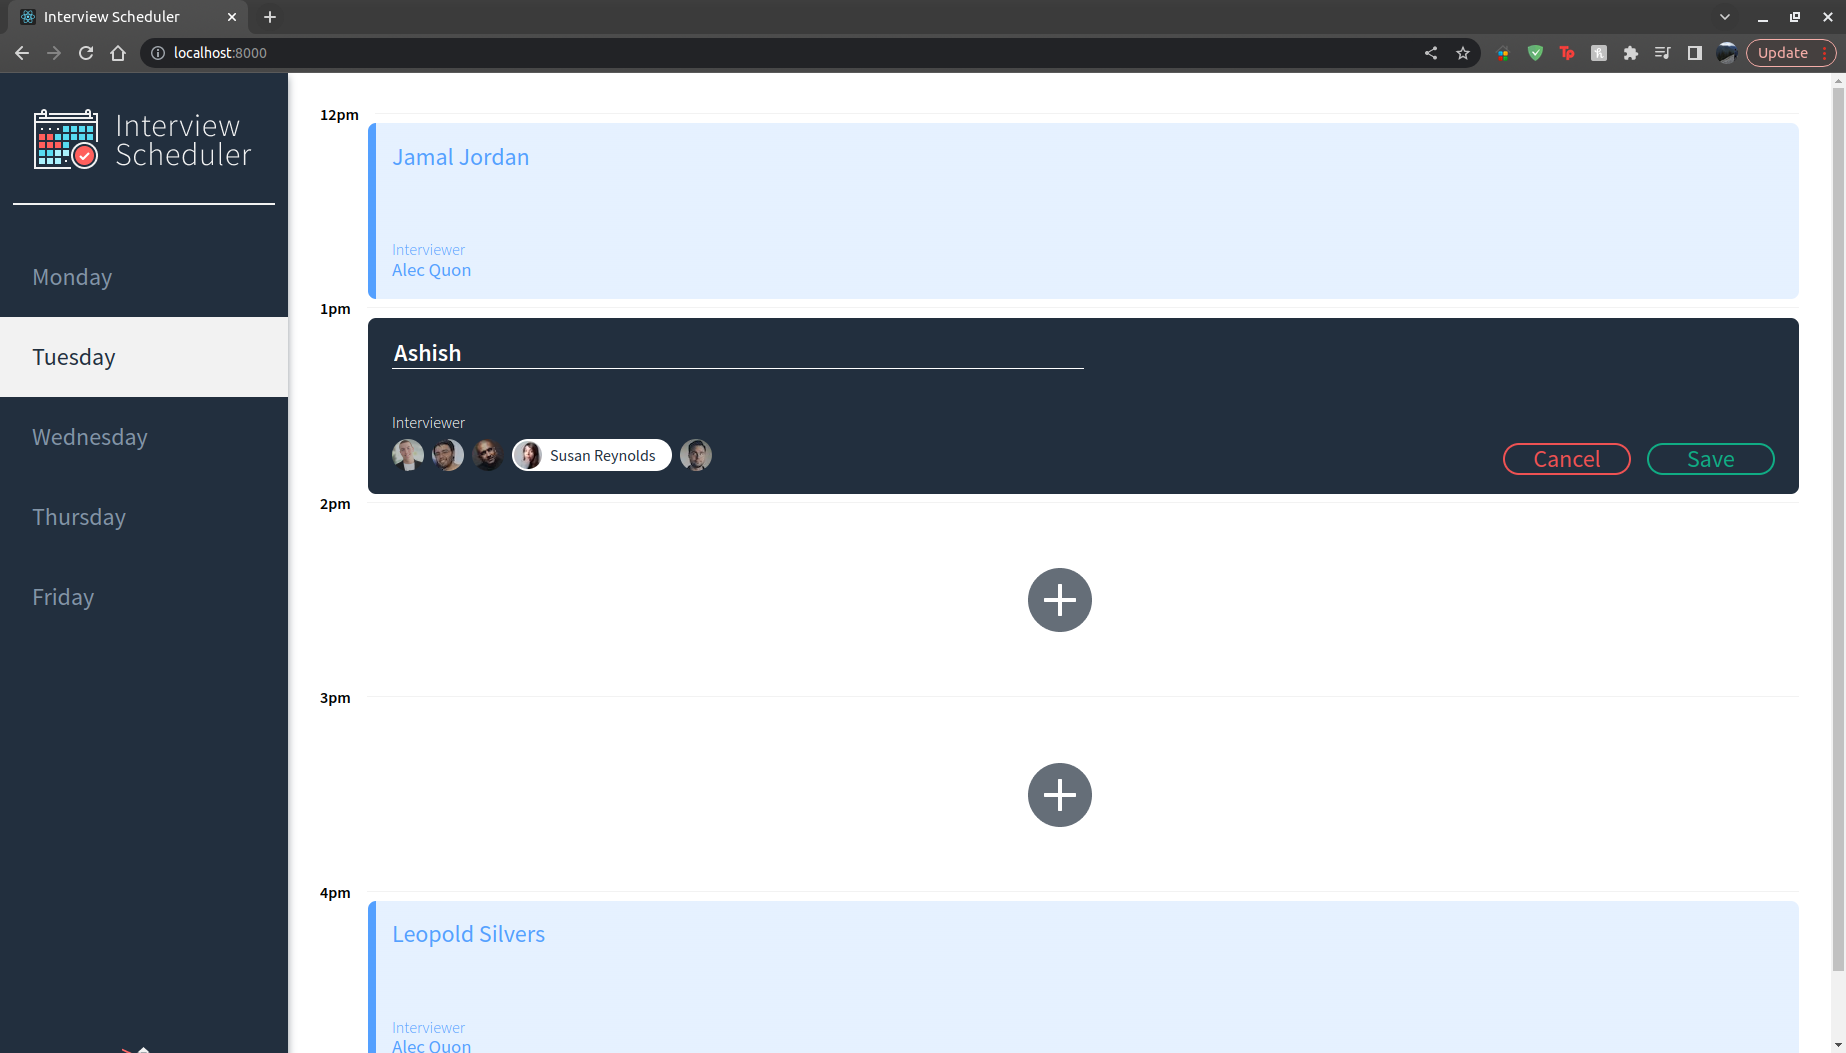 Interview Scheduler
localhost:8000
Tp
Update
Interview
Scheduler
Monday
Tuesday
Wednesday
Thursday
Friday
12pm
Jamal Jordan
Interviewer
Alec Quon
1pm
Ashish
Interviewer
Susan Reynolds
Cancel
Save
2pm
3pm
4pm
Leopold Silvers
Interviewer
Alec Quon